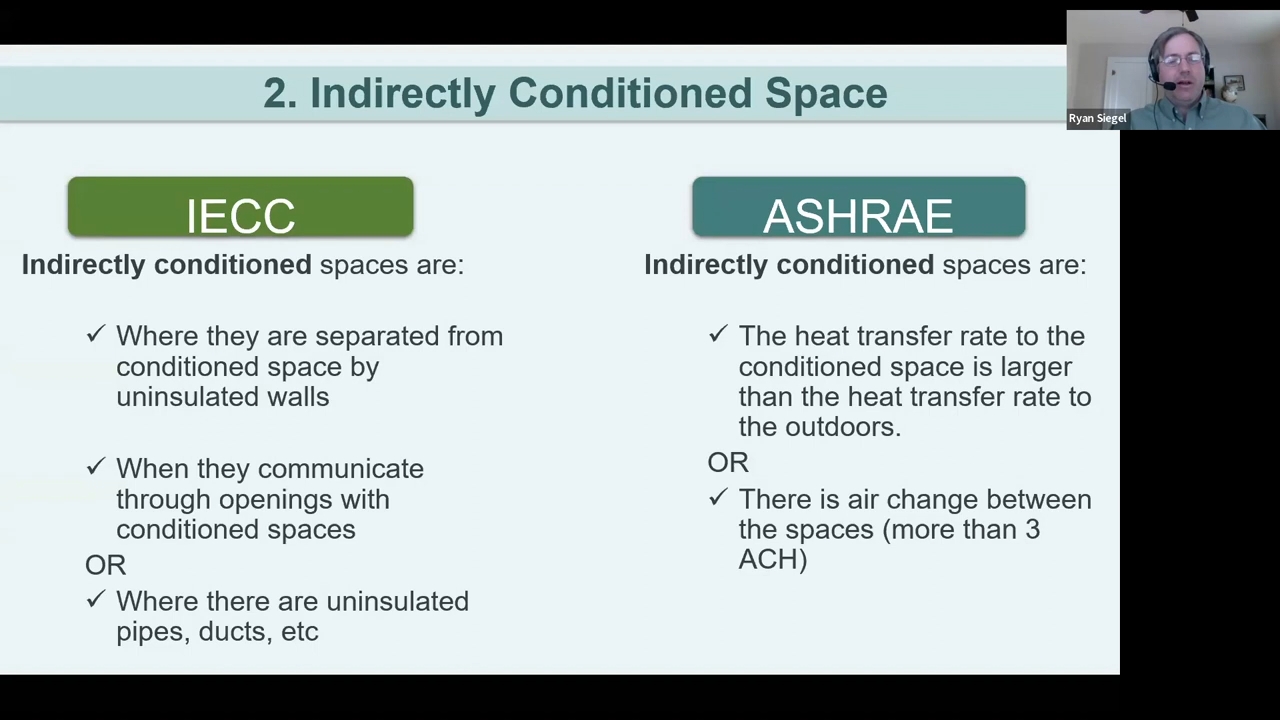 2. Indirectly Conditioned Space
Ryan Siegel
IECC
Indirectly conditioned spaces are:
✓ Where they are separated from
conditioned space by
uninsulated walls
✓ When they communicate
through openings with
conditioned spaces
OR
✓ Where there are uninsulated
pipes, ducts, etc
ASHRAE
Indirectly conditioned spaces are:
✓ The heat transfer rate to the
conditioned space is larger
than the heat transfer rate to
the outdoors.
OR
✓ There is air change between
the spaces (more than 3
ACH)